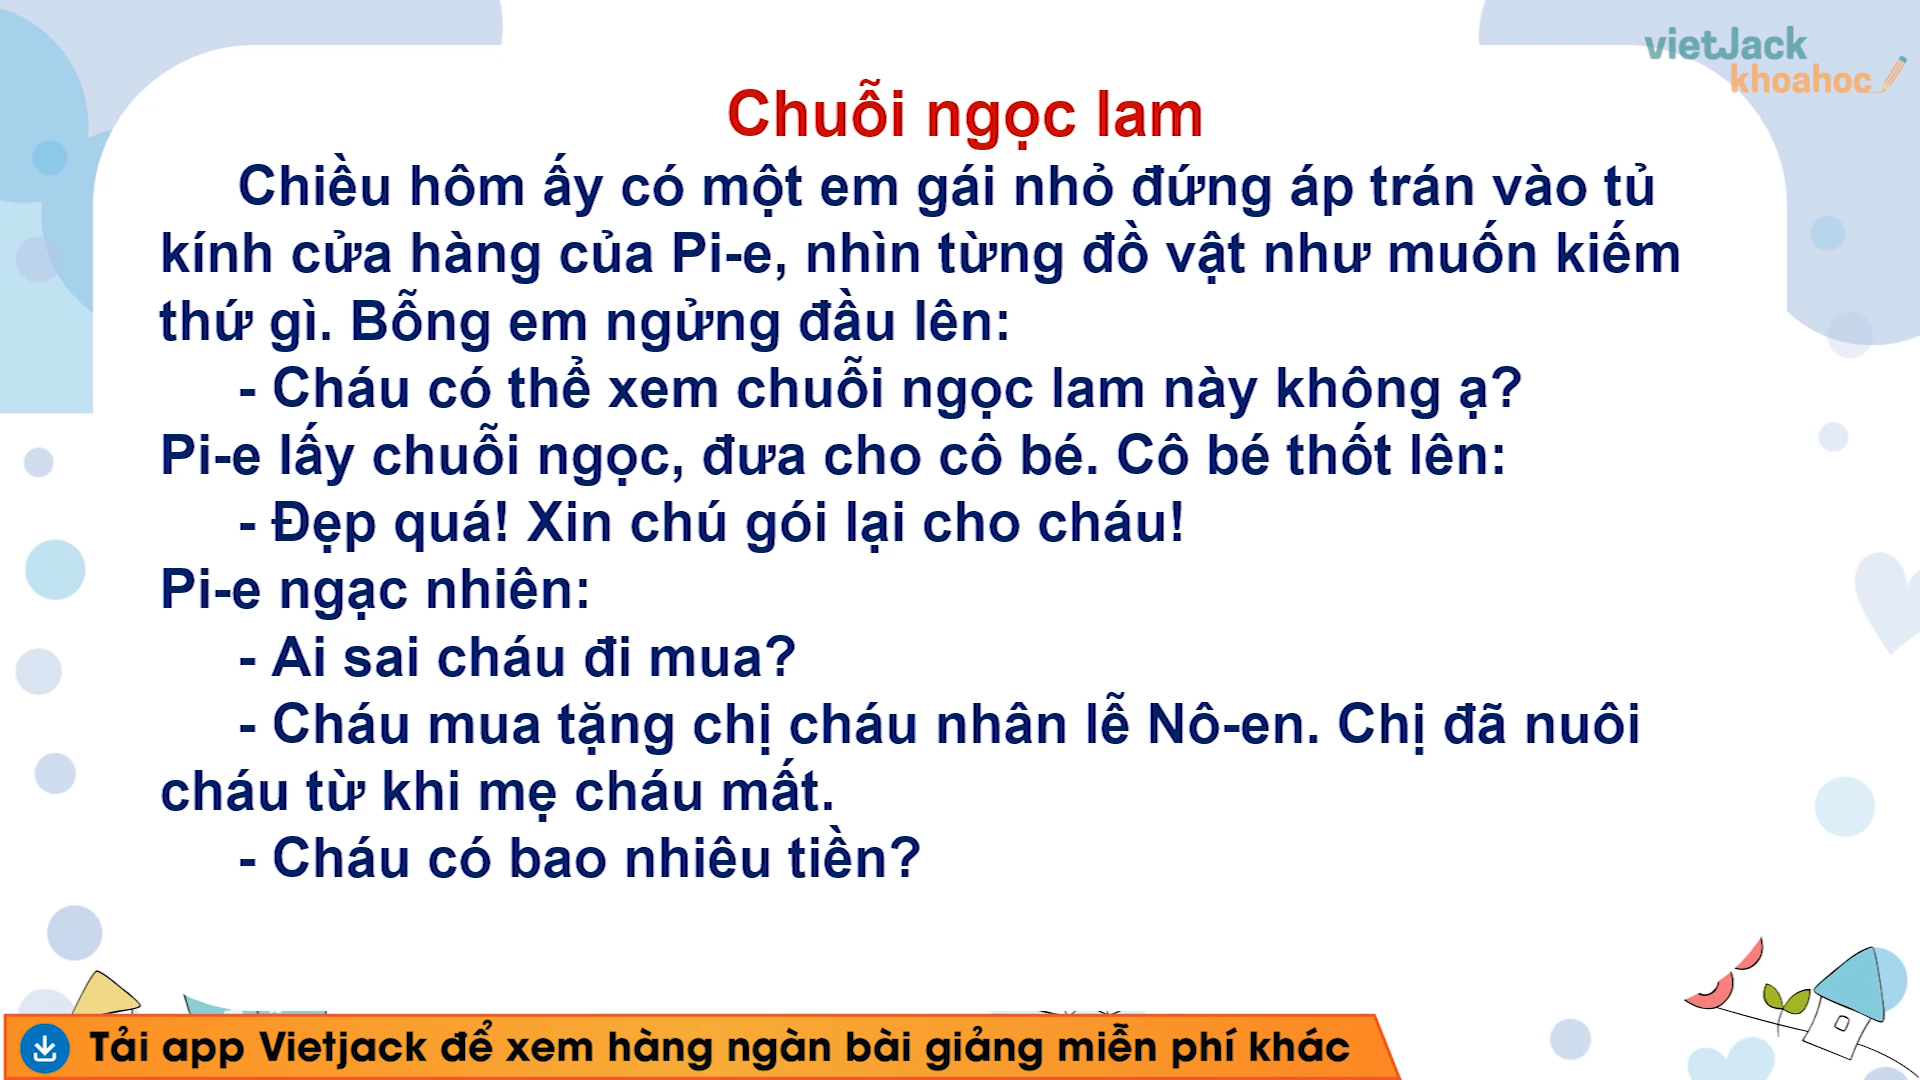 vietJack
khoahoc
Chuỗi ngọc lam
Chiều hôm ấy có một em gái nhỏ đứng áp trán vào tủ
kính cửa hàng của Pi-e, nhìn từng đồ vật như muốn kiếm
thứ gì. Bỗng em ngửng đầu lên:
- Cháu có thể xem chuỗi ngọc lam này không ạ?
Pi-e lấy chuỗi ngọc, đưa cho cô bé. Cô bé thốt lên:
- Đẹp quá! Xin chú gói lại cho cháu!
Pi-e ngạc nhiên:
- Ai sai cháu đi mua?
- Cháu mua tặng chị cháu nhân lễ Nô-en. Chị đã nuôi
cháu từ khi mẹ cháu mất.
- Cháu có bao nhiêu tiền?
Tải app Vietjack để xem hàng ngàn bài giảng miễn phí khác